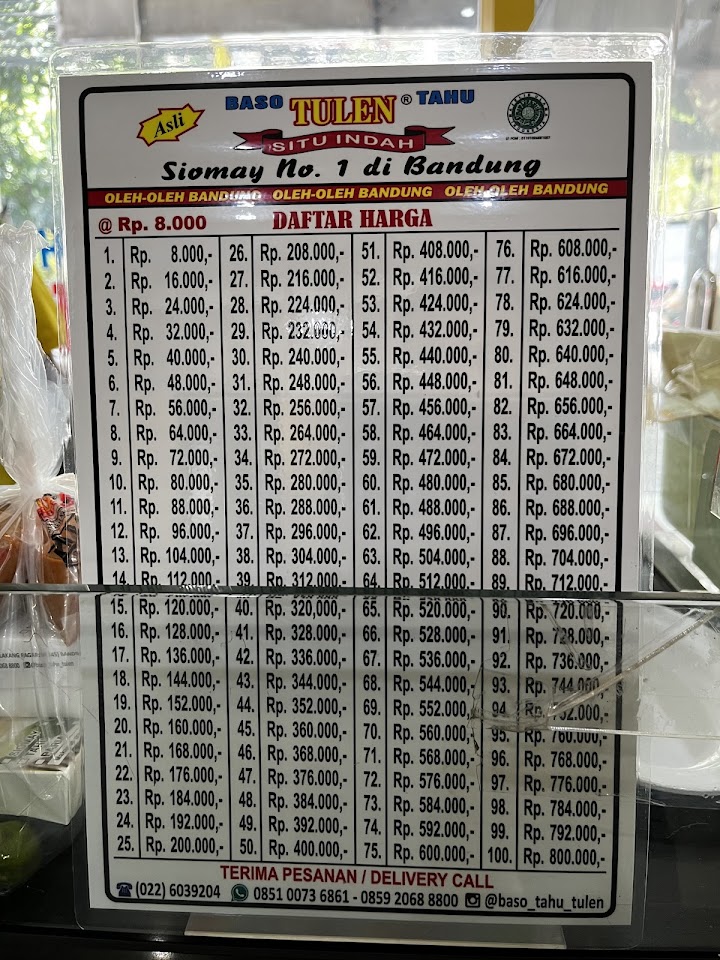 Asli
BASO TULEN® TAHU
SITU INDAH
Siomay No. 1 di Bandung
OLEH-OLEH BANDUNG OLEH-OLEH BANDUNG OLEH-OLEH BANDUNG
@ Rp. 8.000 DAFTAR HARGA
1. Rp. 8.000,- 26. Rp. 208.000,- 51. Rp. 408.000,- 76. Rp. 608.000,-
2. Rp. 16.000,- 27. Rp. 216.000,- 52. Rp. 416.000,- 77. Rp. 616.000,-
3. Rp. 24.000,- 28. Rp. 224.000,- 53. Rp. 424.000,- 78. Rp. 624.000,-
4. Rp. 32.000,- 29. Rp. 232.000,- 54. Rp. 432.000,- 79. Rp. 632.000,-
5. Rp. 40.000,- 30. Rp. 240.000,- 55. Rp. 440.000,- 80. Rp. 640.000,-
6. Rp. 48.000,- 31. Rp. 248.000,- 56. Rp. 448.000,- 81. Rp. 648.000,-
7. Rp. 56.000,- 32. Rp. 256.000,- 57. Rp. 456.000,- 82. Rp. 656.000,-
8. Rp. 64.000,- 33. Rp. 264.000,- 58. Rp. 464.000,- 83. Rp. 664.000,-
9. Rp. 72.000,- 34. Rp. 272.000,- 59. Rp. 472.000,- 84. Rp. 672.000,-
10. Rp. 80.000,- 35. Rp. 280.000,- 60. Rp. 480.000,- 85. Rp. 680.000,-
11. Rp. 88.000,- 36. Rp. 288.000,- 61. Rp. 488.000,- 86. Rp. 688.000,-
12. Rp. 96.000,- 37. Rp. 296.000,- 62. Rp. 496.000,- 87. Rp. 696.000,-
13. Rp. 104.000,- 38. Rp. 304.000,- 63. Rp. 504.000,- 88. Rp. 704.000,-
14. Rp. 112.000,- 39. Rp. 312.000,- 64. Rp. 512.000,- 89. Rp. 712.000,-
15. Rp. 120.000,- 40. Rp. 320,000,- 65. Rp. 520.000,- 90. Rp. 720.000,-
16. Rp. 128.000,- 41. Rp. 328.000,- 66. Rp. 528.000,- 91. Rp. 728.000,-
17. Rp. 136.000,- 42. Rp. 336.000,- 67. Rp. 536.000,- 92. Rp. 736.000,-
18. Rp. 144.000,- 43. Rp. 344.000,- 68. Rp. 544.000,- 93. Rp. 744.000,-
19. Rp. 152.000,- 44. Rp. 352.000,- 69. Rp. 552.000,- 94. Rp. 752.000,-
20. Rp. 160.000,- 45. Rp. 360.000,- 70. Rp. 560.000,- 95. Rp. 760.000,-
21. Rp. 168.000,- 46. Rp. 368.000,- 71. Rp. 568.000,- 96. Rp. 768.000,-
22. Rp. 176.000,- 47. Rp. 376.000,- 72. Rp. 576.000,- 97. Rp. 776.000,-
23. Rp. 184.000,- 48. Rp. 384.000,- 73. Rp. 584.000,- 98. Rp. 784.000,-
24. Rp. 192.000,- 49. Rp. 392.000,- 74. Rp. 592.000,- 99. Rp. 792.000,-
25. Rp. 200.000,- 50. Rp. 400.000,- 75. Rp. 600.000,- 100. Rp. 800.000,-
TERIMA PESANAN / DELIVERY CALL
(022) 6039204 0851 0073 6861 - 0859 2068 8800 @baso_tahu_tulen